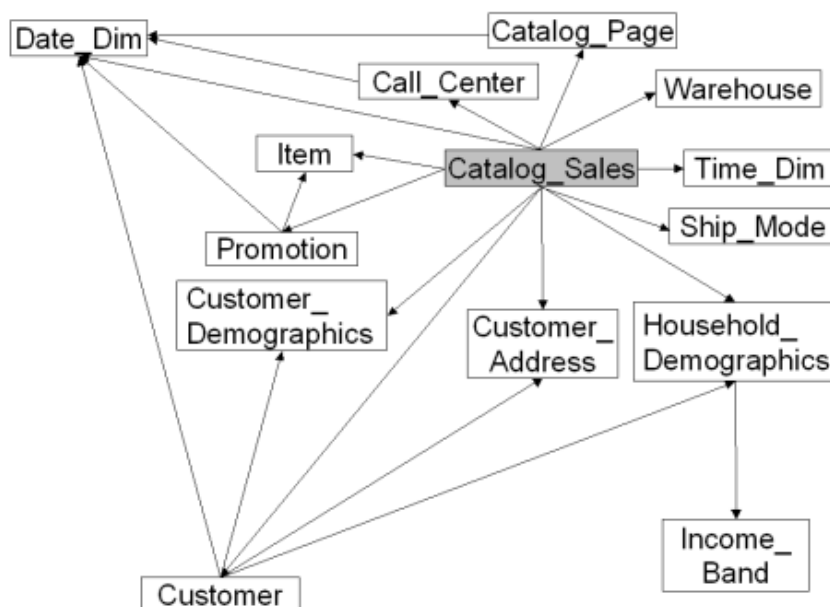 Catalog_Page
Date_Dim
Call_Center
Warehouse
Item
Catalog_Sales
Time_Dim
Ship_Mode
Promotion
Customer_
Demographics
Customer_
Address
Household_
Demographics
Income_
Band
Customer